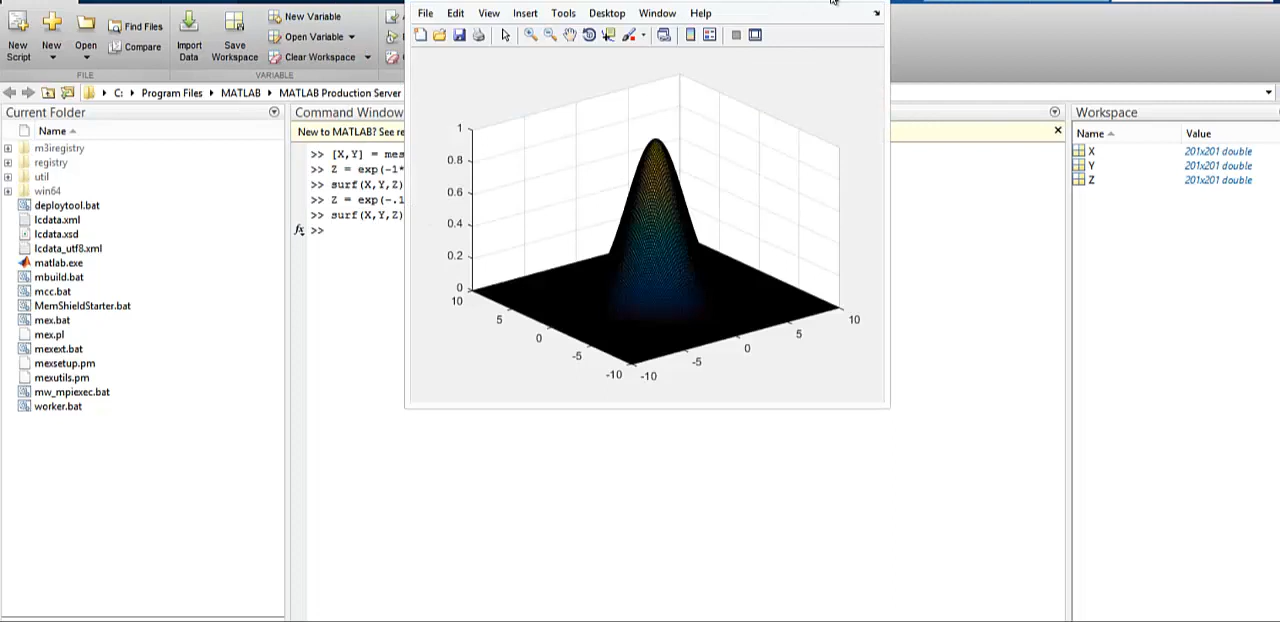 File Edit View Insert Tools Desktop Window Help
New Script
New
Open
Find Files
Compare
Import Data
Save Workspace
New Variable
Open Variable
Clear Workspace
FILE
VARIABLE
C: Program Files MATLAB MATLAB Production Server
Current Folder
Name
m3iregistry
registry
util
win64
deploytool.bat
lcdata.xml
lcdata.xsd
lcdata_utf8.xml
matlab.exe
mbuild.bat
mcc.bat
MemShieldStarter.bat
mex.bat
mex.pl
mexext.bat
mexsetup.pm
mexutils.pm
mw_mpiexec.bat
worker.bat
Command Window
New to MATLAB? See re
>> [X,Y] = mes
>> Z = exp(-1*
>> surf(X,Y,Z)
>> Z = exp(-.1
>> surf(X,Y,Z)
fx >>
1
0.8
0.6
0.4
0.2
0
10
5
0
-5
-10
-10
-5
0
5
10
Workspace
Name Value
X 201x201 double
Y 201x201 double
Z 201x201 double